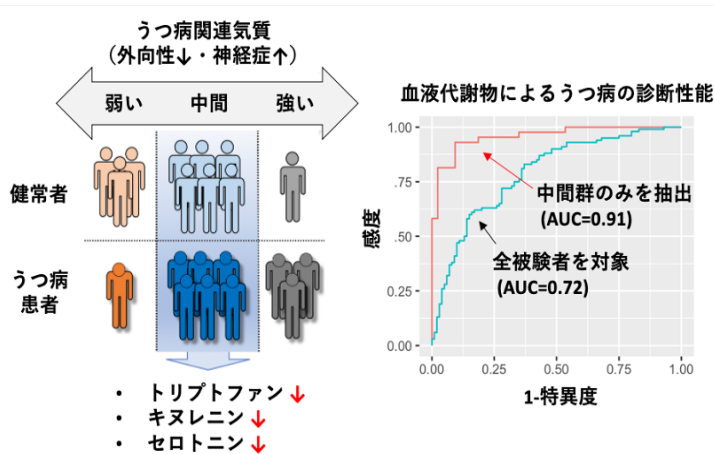 うつ病関連気質
（外向性↓・神経症↑）
弱い 中間 強い
健常者
うつ病
患者
• トリプトファン ↓
• キヌレニン ↓
• セロトニン ↓
血液代謝物によるうつ病の診断性能
1.00
.75
.50
0.25
0.00
感度
中間群のみを抽出
(AUC=0.91)
全被験者を対象
(AUC=0.72)
0.00 0.25 0.50 0.75 1.00
1-特異度